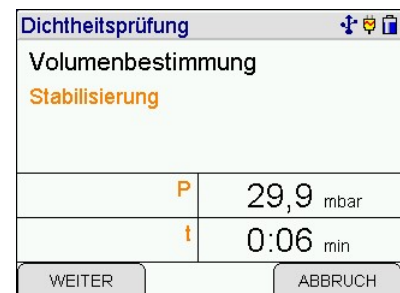 Dichtheitsprüfung
Volumenbestimmung
Stabilisierung
P 29,9 mbar
t 0:06 min
WEITER ABBRUCH